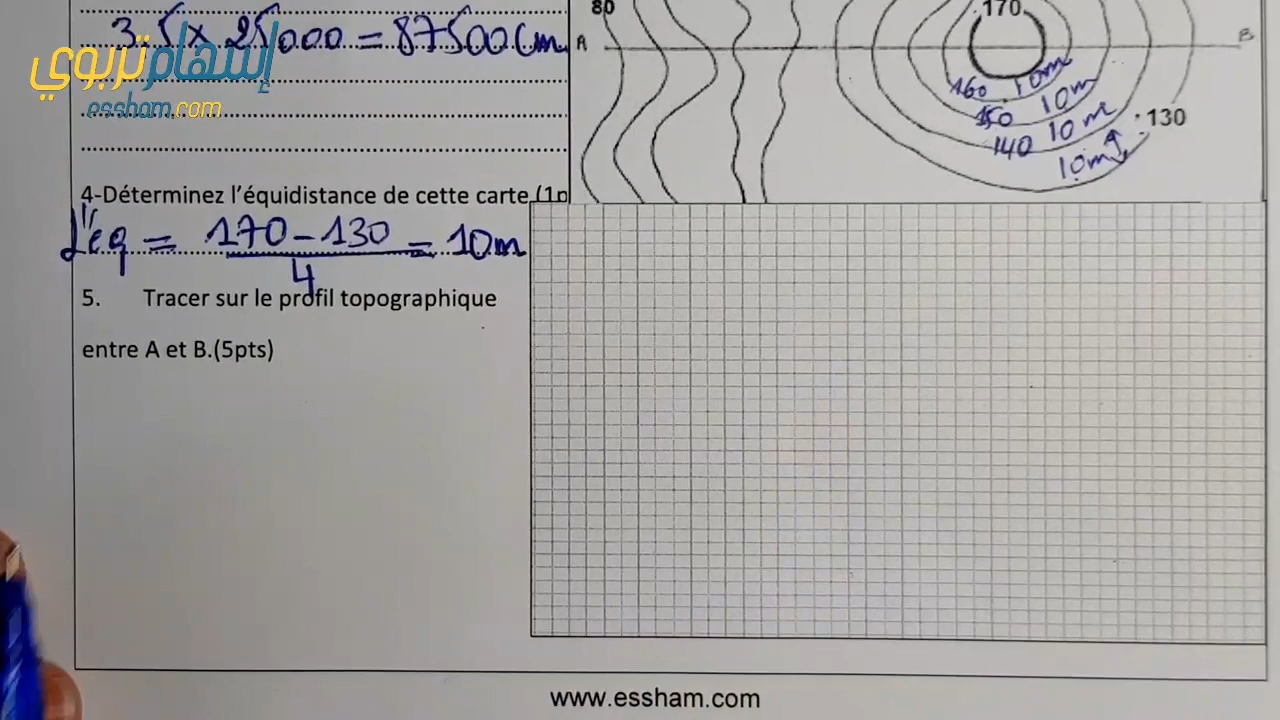 3.5 x 25000 = 87500 cm
إسهام تربوي
essham.com
80
170
A
B
160 10m
150 10m
140 10 m
10m
130
4-Déterminez l'équidistance de cette carte (1p
L'éq = 170 - 130 = 10m
4
5. Tracer sur le profil topographique
entre A et B.(5pts)
www.essham.com